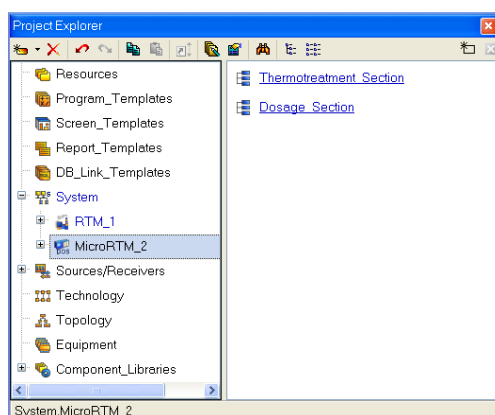 Project Explorer
Resources
Program_Templates
Screen_Templates
Report_Templates
DB_Link_Templates
System
RTM_1
MicroRTM_2
Sources/Receivers
Technology
Topology
Equipment
Component_Libraries
Thermotreatment_Section
Dosage_Section
System.MicroRTM_2